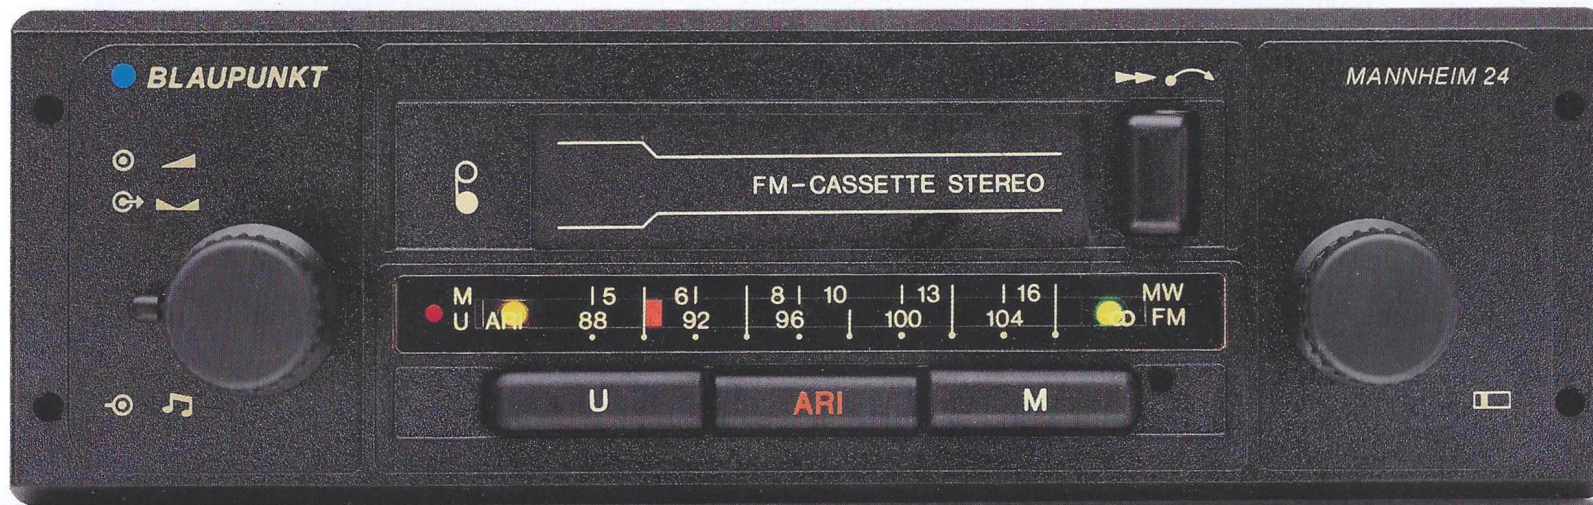 BLAUPUNKT
MANNHEIM 24
FM-CASSETTE STEREO
M 5 6 8 10 13 16 MW
U ARI 88 92 96 100 104 FM
U ARI M